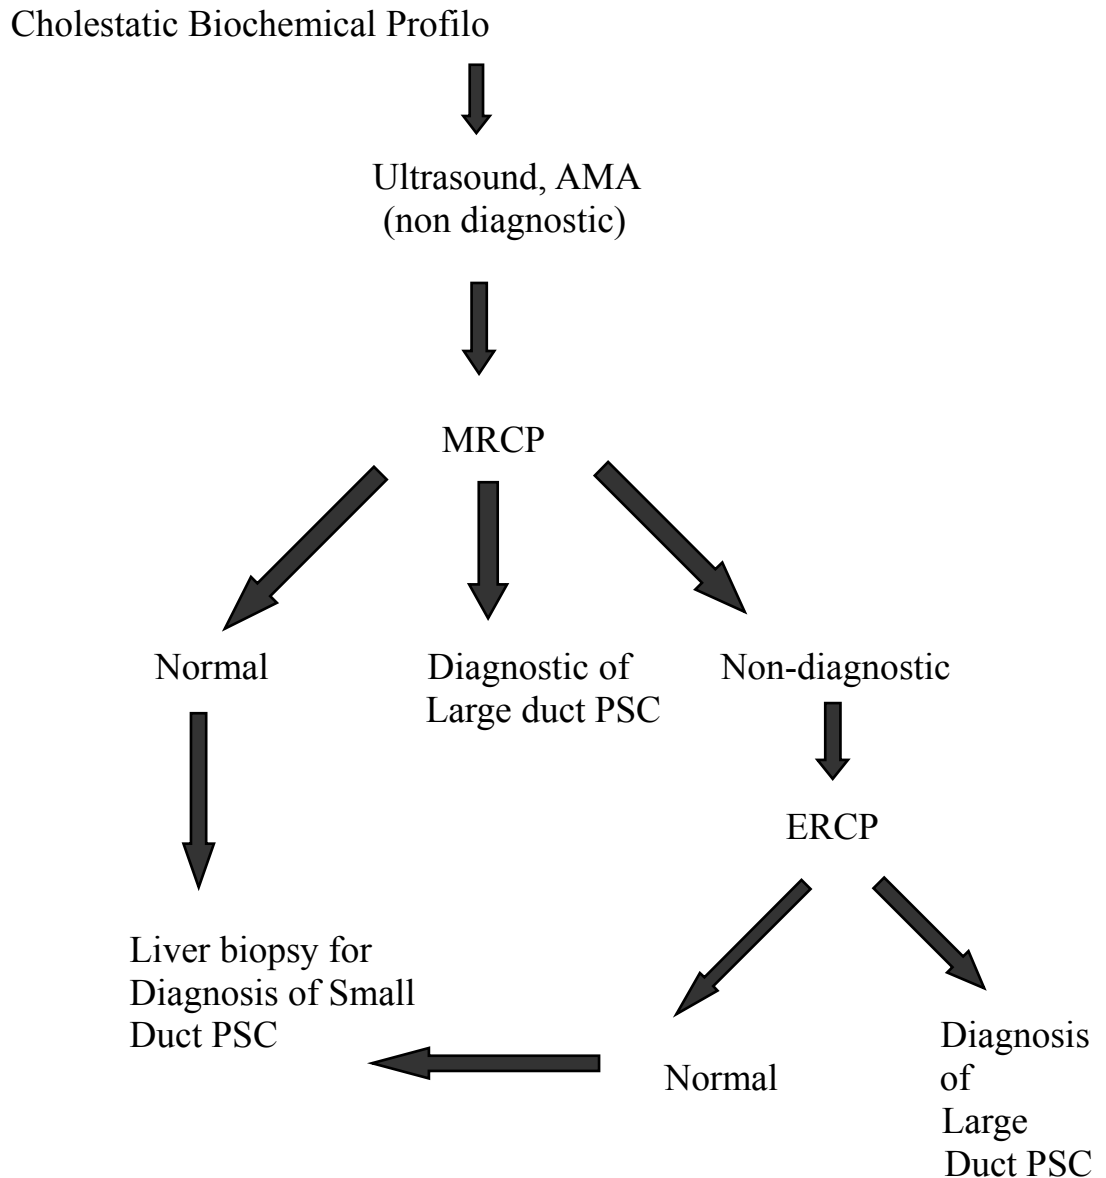 Cholestatic Biochemical Profilo
Ultrasound, AMA
(non diagnostic)
MRCP
Normal
Diagnostic of
Large duct PSC
Non-diagnostic
ERCP
Liver biopsy for
Diagnosis of Small
Duct PSC
Normal
Diagnosis
of
Large
Duct PSC